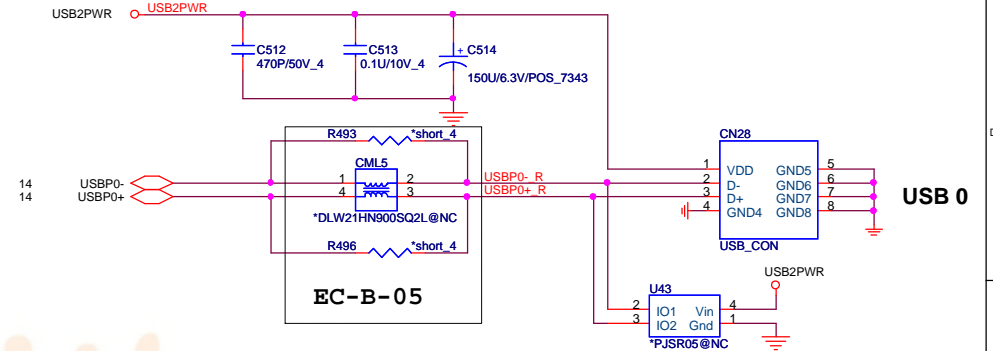 USB2PWR
USB2PWR
C512
470P/50V_4
C513
0.1U/10V_4
+
C514
150U/6.3V/POS_7343
R493
*short_4
CML5
1
2
4
3
*DLW21HN900SQ2L@NC
14
USBP0-
14
USBP0+
USBP0-_R
USBP0+_R
R496
*short_4
EC-B-05
CN28
1
VDD
GND5
5
2
D-
GND6
6
3
D+
GND7
7
4
GND4
GND8
8
USB_CON
USB 0
USB2PWR
U43
2
IO1
Vin
4
3
IO2
Gnd
1
*PJSR05@NC